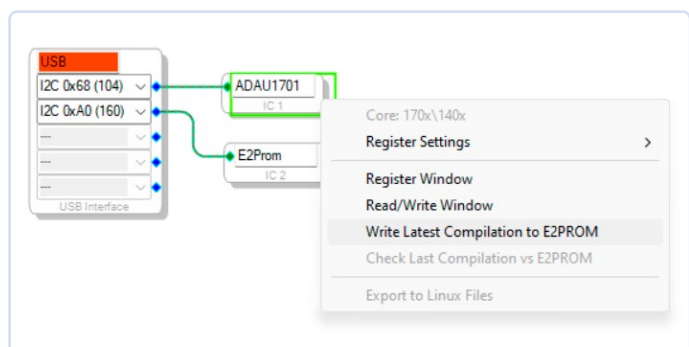 USB
I2C 0x68 (104)
I2C 0xA0 (160)
---
---
---
USB Interface
ADAU1701
IC 1
E2Prom
IC 2
Core: 170x\140x
Register Settings
Register Window
Read/Write Window
Write Latest Compilation to E2PROM
Check Last Compilation vs E2PROM
Export to Linux Files